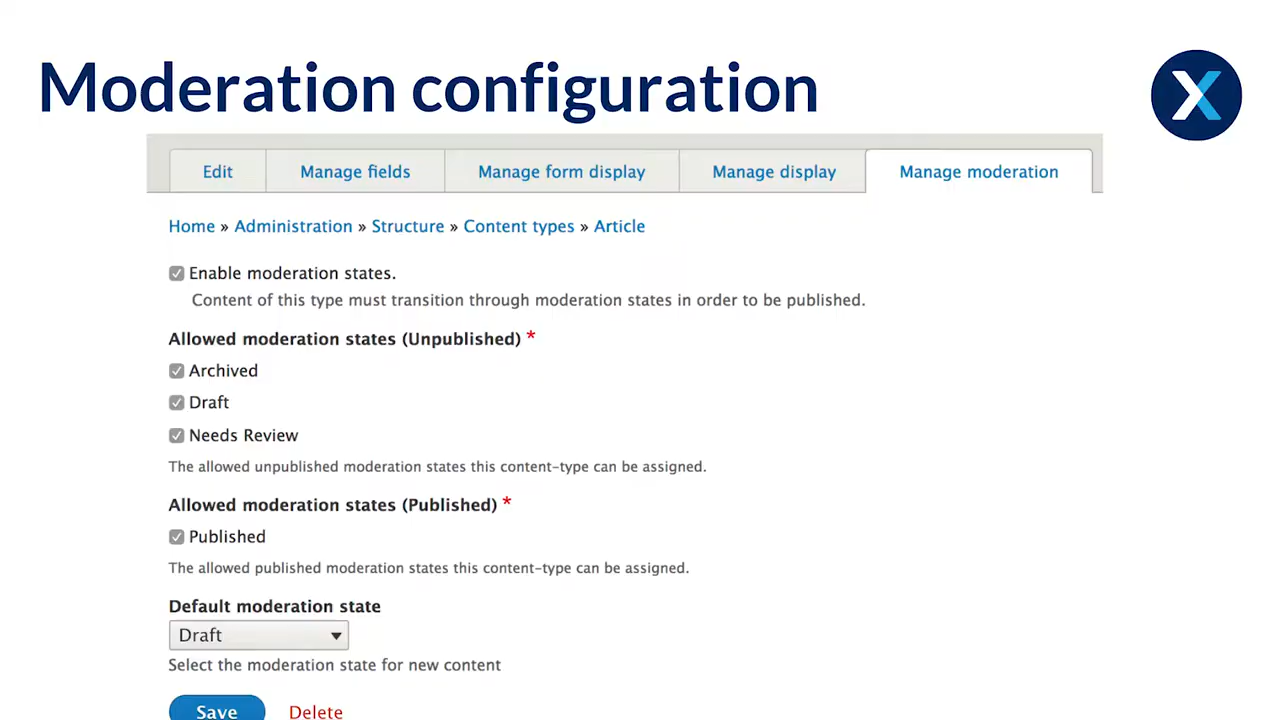 Moderation configuration
Edit
Manage fields
Manage form display
Manage display
Manage moderation
Home » Administration » Structure » Content types » Article
Enable moderation states.
Content of this type must transition through moderation states in order to be published.
Allowed moderation states (Unpublished) *
Archived
Draft
Needs Review
The allowed unpublished moderation states this content-type can be assigned.
Allowed moderation states (Published) *
Published
The allowed published moderation states this content-type can be assigned.
Default moderation state
Draft
Select the moderation state for new content
Save
Delete